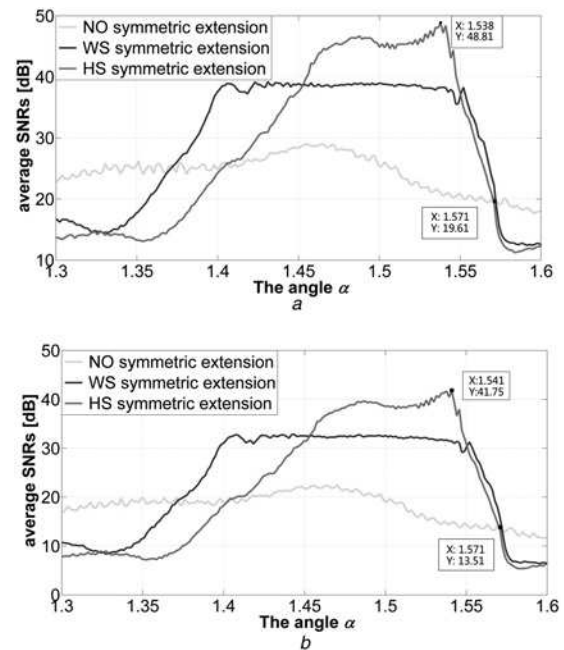 50
40
30
20
10
average SNRs [dB]
NO symmetric extension
WS symmetric extension
HS symmetric extension
X: 1.538
Y: 48.81
X: 1.571
Y: 19.61
1.3 1.35 1.4 1.45 1.5 1.55 1.6
The angle α
a
50
40
30
20
10
0
average SNRs [dB]
NO symmetric extension
WS symmetric extension
HS symmetric extension
X:1.541
Y:41.75
X: 1.571
Y: 13.51
1.3 1.35 1.4 1.45 1.5 1.55 1.6
The angle α
b